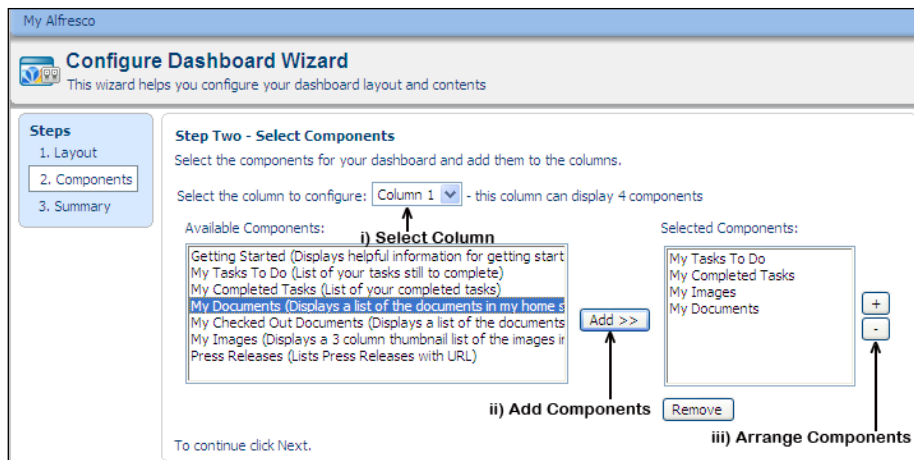 My Alfresco
Configure Dashboard Wizard
This wizard helps you configure your dashboard layout and contents
Steps
1. Layout
2. Components
3. Summary
Step Two - Select Components
Select the components for your dashboard and add them to the columns.
Select the column to configure: Column 1 - this column can display 4 components
Available Components:
i) Select Column
Selected Components:
Getting Started (Displays helpful information for getting start
My Tasks To Do (List of your tasks still to complete)
My Completed Tasks (List of your completed tasks)
My Documents (Displays a list of the documents in my home s
My Checked Out Documents (Displays a list of the documents
My Images (Displays a 3 column thumbnail list of the images in
Press Releases (Lists Press Releases with URL)
Add >>
My Tasks To Do
My Completed Tasks
My Images
My Documents
+
-
ii) Add Components
Remove
iii) Arrange Components
To continue click Next.